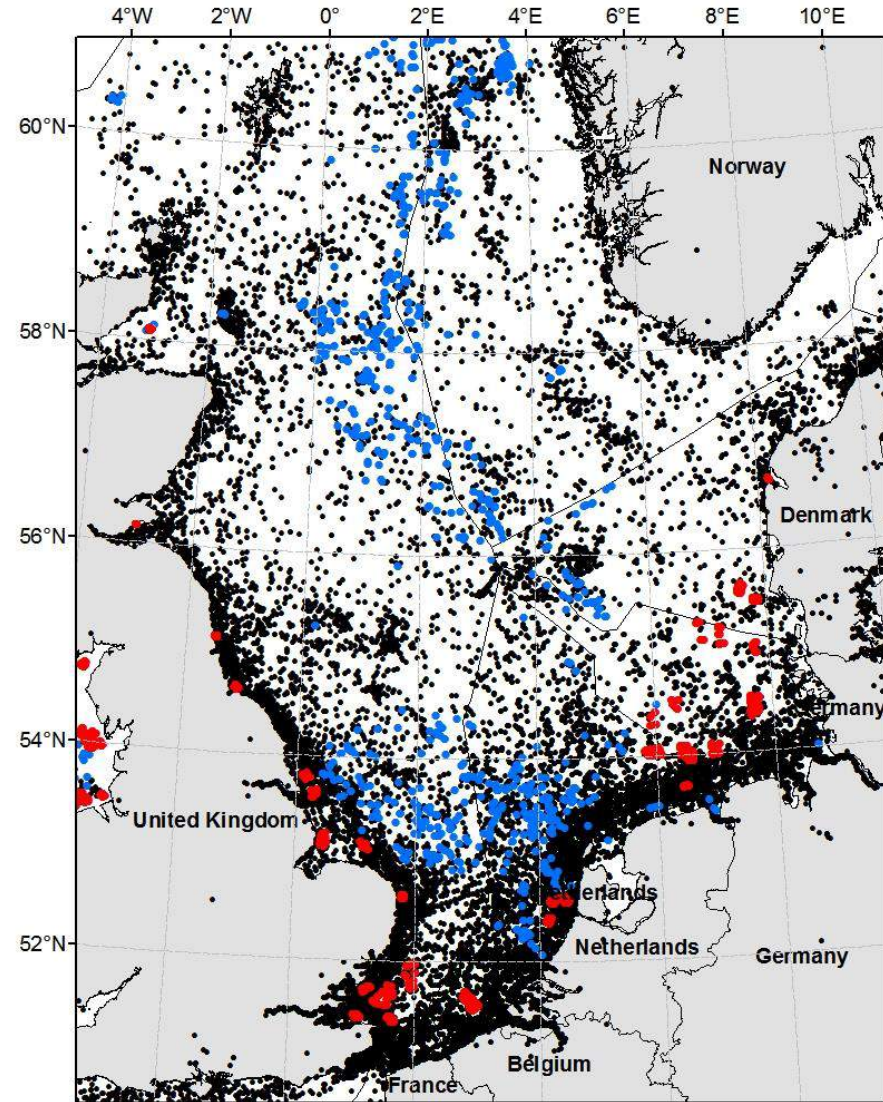 4°W 2°W 0° 2°E 4°E 6°E 8°E 10°E
60°N
Norway
58°N
56°N
Denmark
Germany
54°N
United Kingdom
Netherlands
52°N
Netherlands
Germany
Belgium
France